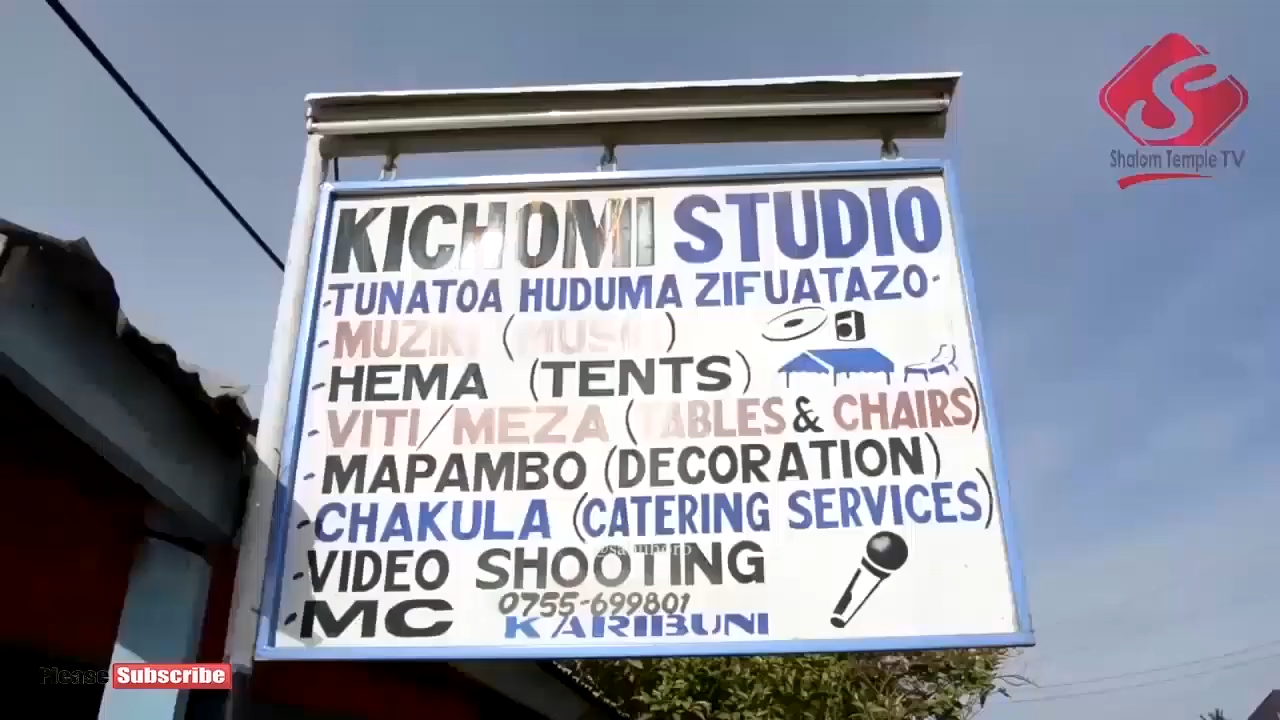 KICHOMI STUDIO
-TUNATOA HUDUMA ZIFUATAZO-
-MUZIKI (MUSIC)
-HEMA (TENTS)
-VITI/MEZA (TABLES & CHAIRS)
-MAPAMBO (DECORATION)
-CHAKULA (CATERING SERVICES)
-VIDEO SHOOTING
-MC 0755-699801
KARIBUNI
Shalom Temple TV
Please Subscribe